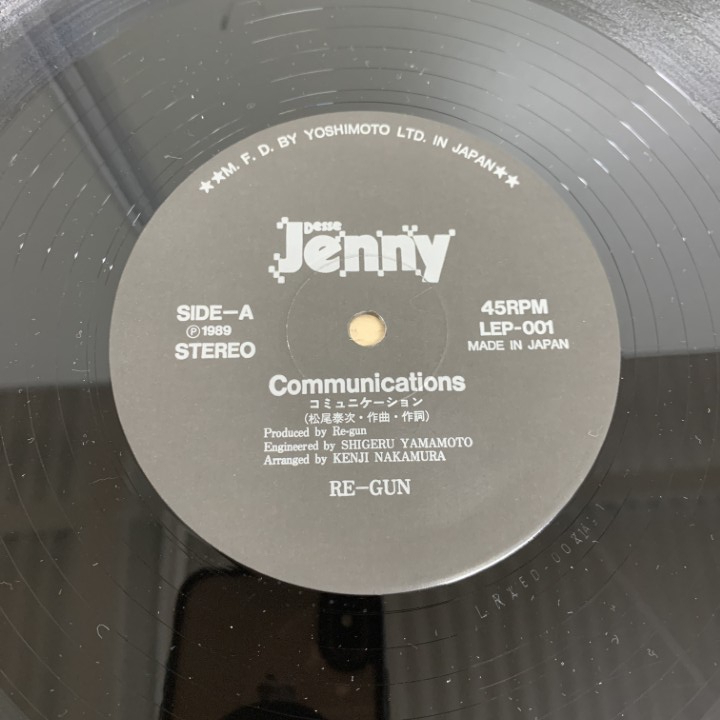 ★★M. F. D. BY YOSHIMOTO LTD. IN JAPAN★★
Desse
Jenny
SIDE–A
Ⓟ1989
STEREO
45RPM
LEP-001
MADE IN JAPAN
Communications
コミュニケーション
(松尾泰次・作曲・作詞)
Produced by Re-gun
Engineered by SHIGERU YAMAMOTO
Arranged by KENJI NAKAMURA
RE–GUN